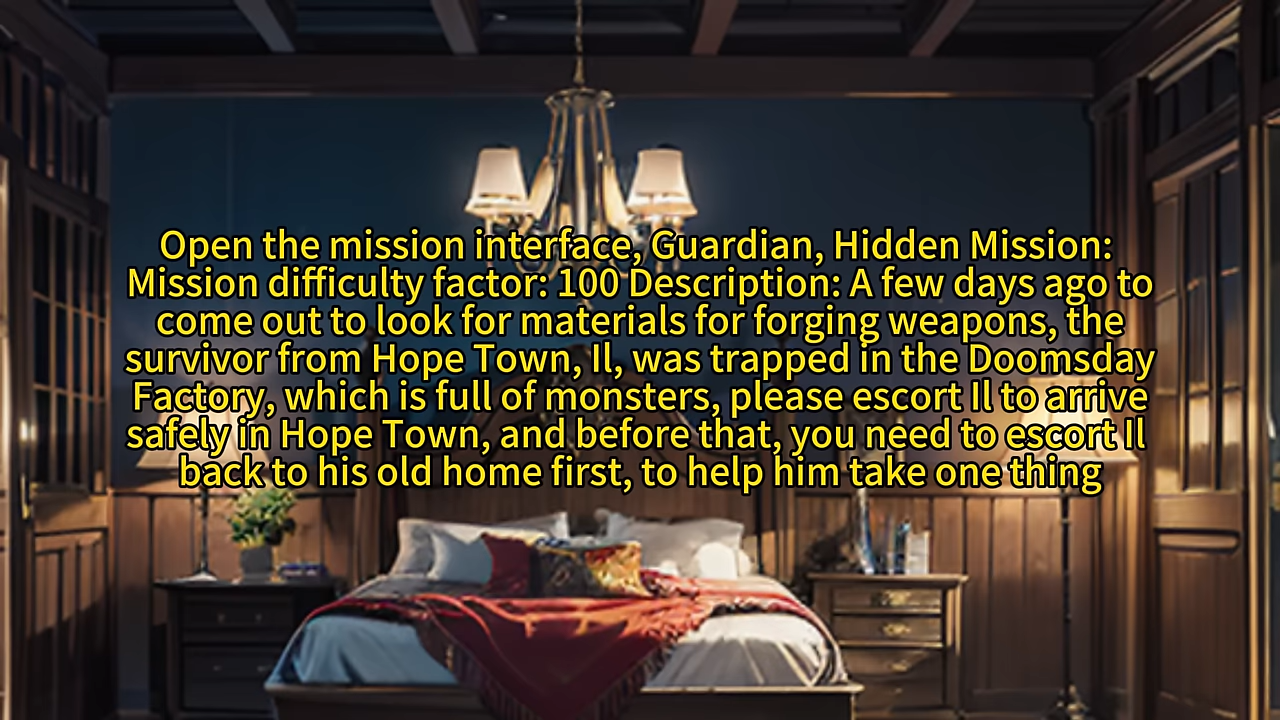 Open the mission interface, Guardian, Hidden Mission:
Mission difficulty factor: 100 Description: A few days ago to
come out to look for materials for forging weapons, the
survivor from Hope Town, Il, was trapped in the Doomsday
Factory, which is full of monsters, please escort Il to arrive
safely in Hope Town, and before that, you need to escort Il
back to his old home first, to help him take one thing